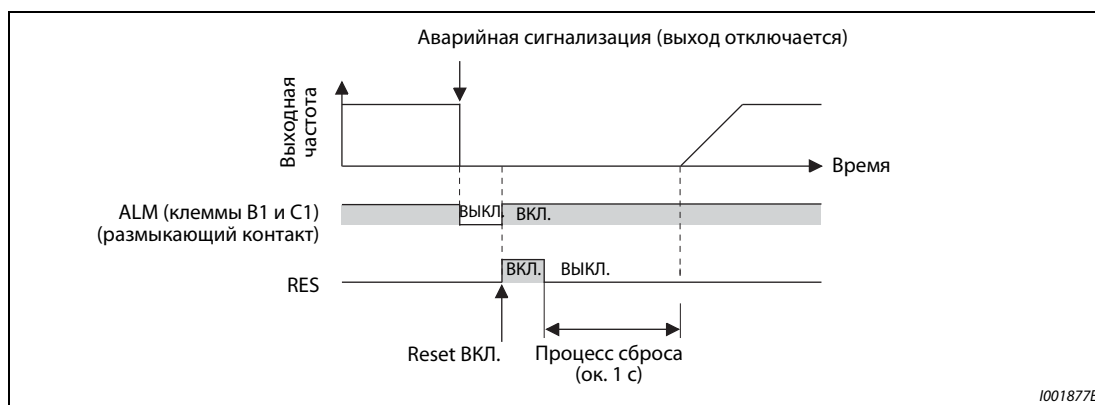 Аварийная сигнализация (выход отключается)
Выходная
частота
Время
ALM (клеммы B1 и C1)
(размыкающий контакт)
ВЫКЛ.
ВКЛ.
RES
ВКЛ.
ВЫКЛ.
Reset ВКЛ.
Процесс сброса
(ок. 1 с)
I001877E